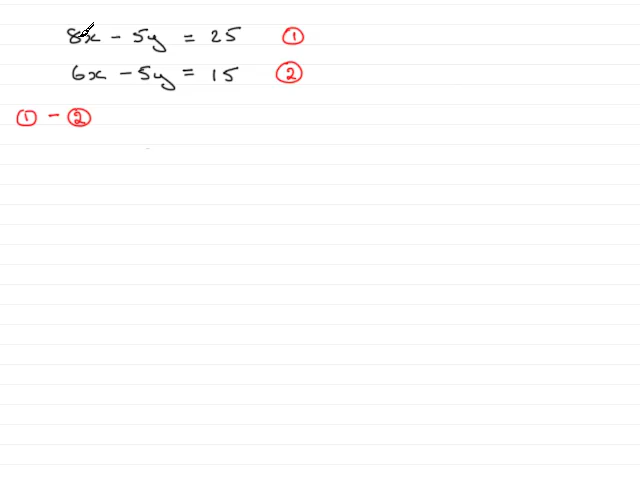 8x - 5y = 25 ①
6x - 5y = 15 ②
① - ②